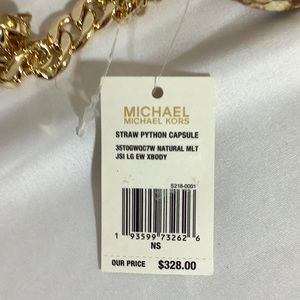 MICHAEL
MICHAEL KORS
STRAW PYTHON CAPSULE
35T0GWQC7W NATURAL MLT
JSI LG EW XBODY
S218-0001
1 93599 73262 6
NS
OUR PRICE $328.00